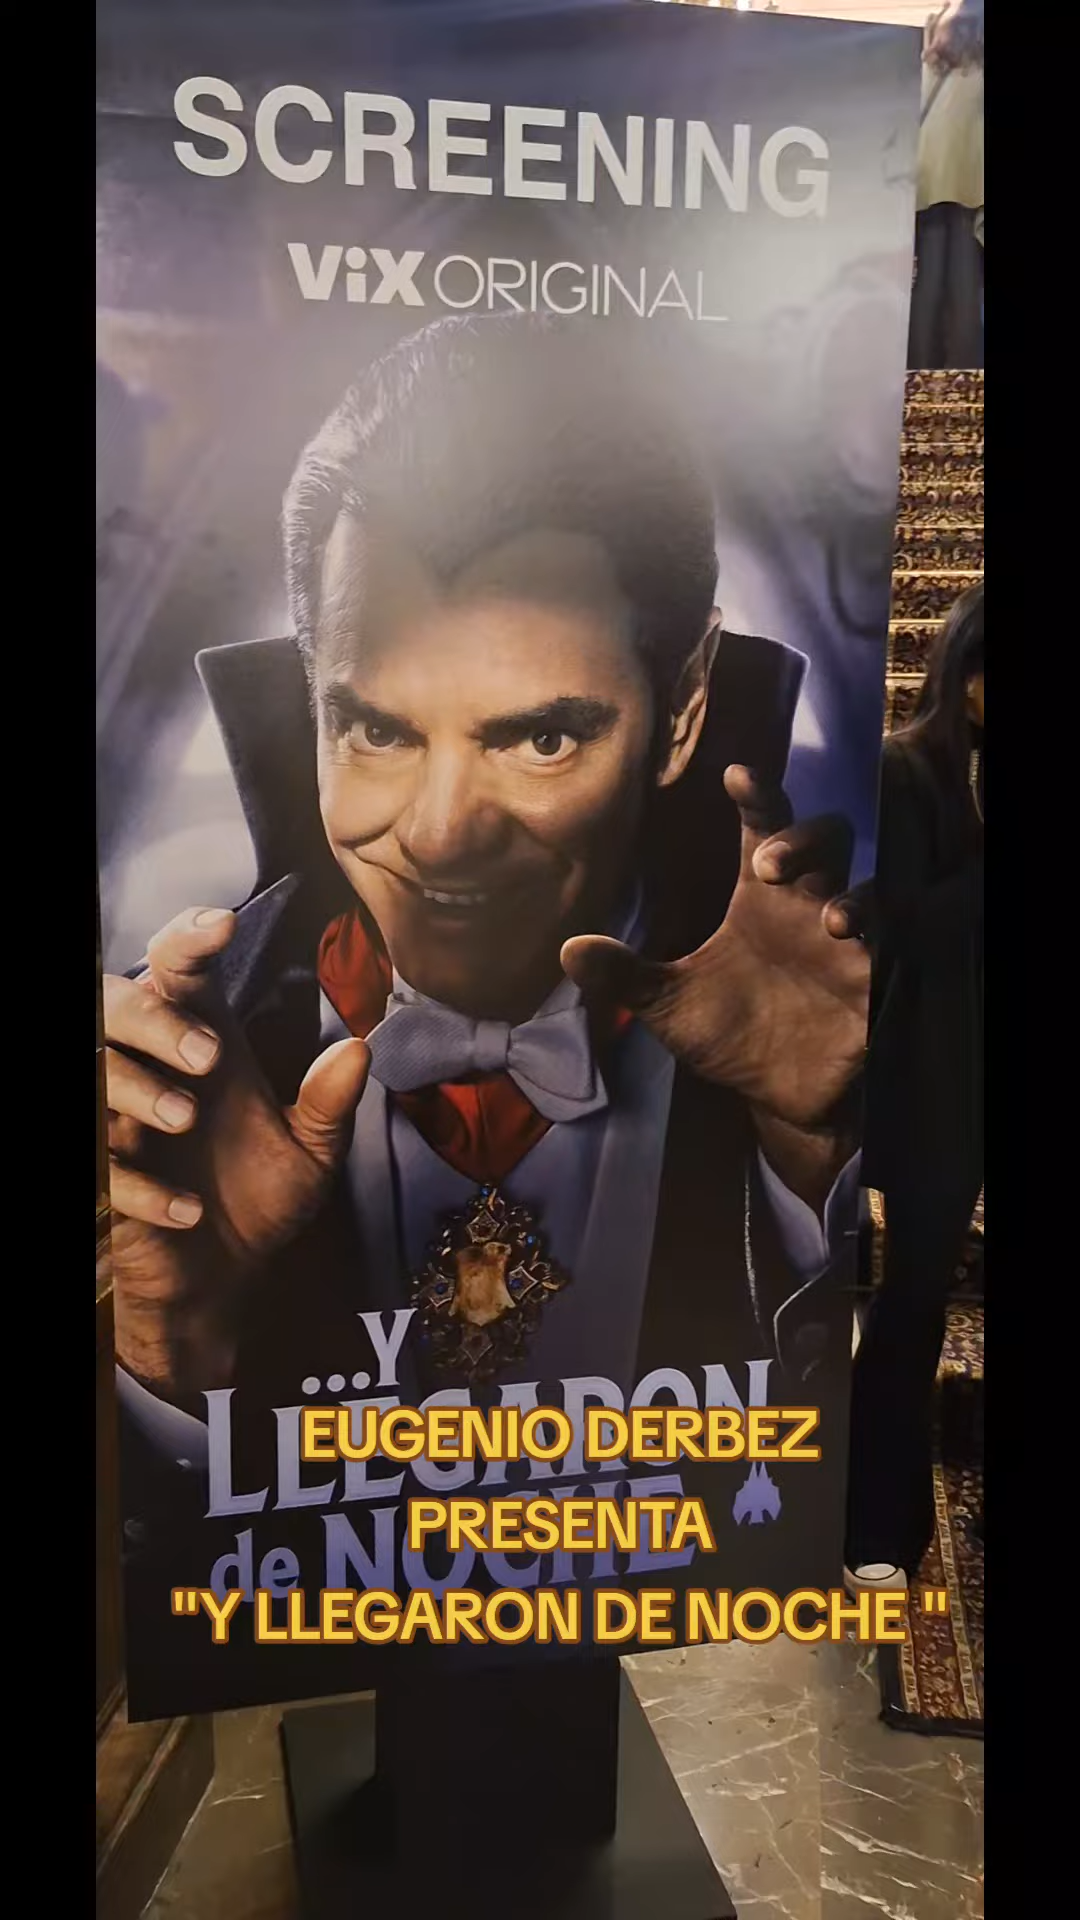 SCREENING
ViX ORIGINAL
...Y
LLEGARON
de NOCHE
EUGENIO DERBEZ
PRESENTA
"Y LLEGARON DE NOCHE "